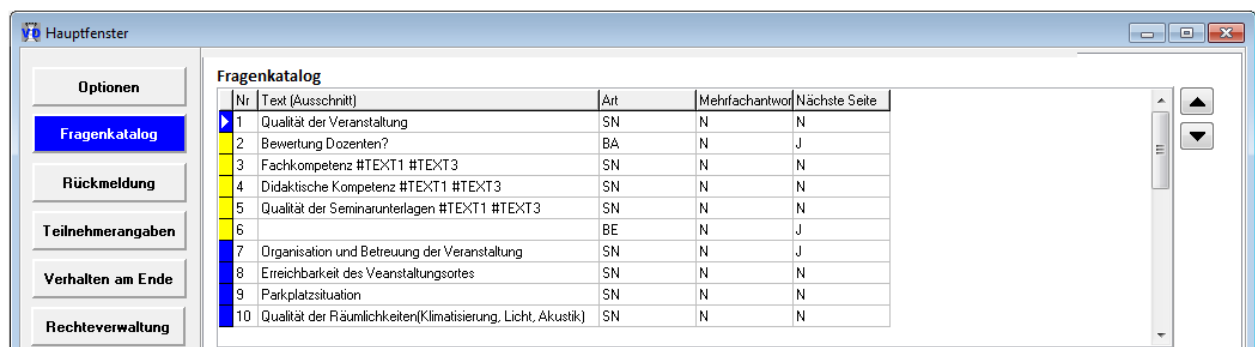 VD Hauptfenster
Optionen
Fragenkatalog
Rückmeldung
Teilnehmerangaben
Verhalten am Ende
Rechteverwaltung
Fragenkatalog
Nr Text (Ausschnitt) Art Mehrfachantwor Nächste Seite
1 Qualität der Veranstaltung SN N N
2 Bewertung Dozenten? BA N J
3 Fachkompetenz #TEXT1 #TEXT3 SN N N
4 Didaktische Kompetenz #TEXT1 #TEXT3 SN N N
5 Qualität der Seminarunterlagen #TEXT1 #TEXT3 SN N N
6 BE N J
7 Organisation und Betreuung der Veranstaltung SN N J
8 Erreichbarkeit des Veanstaltungsortes SN N N
9 Parkplatzsituation SN N N
10 Qualität der Räumlichkeiten(Klimatisierung, Licht, Akustik) SN N N